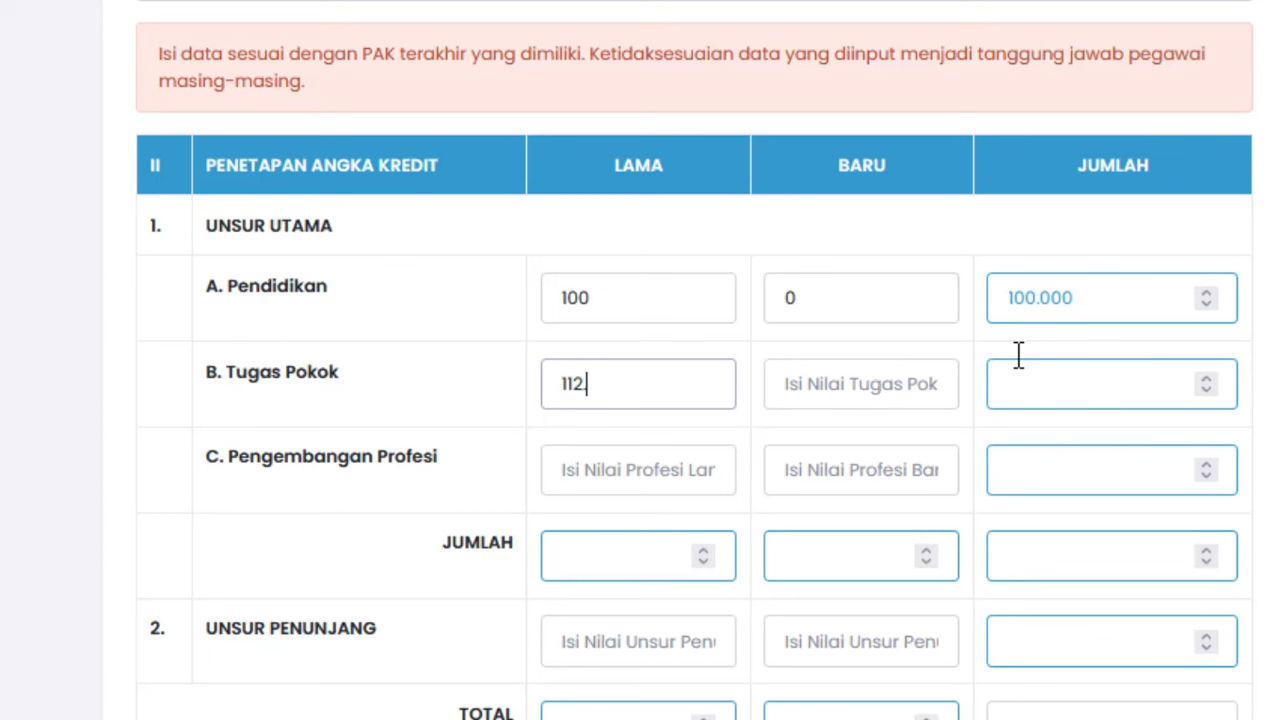 Isi data sesuai dengan PAK terakhir yang dimiliki. Ketidaksesuaian data yang diinput menjadi tanggung jawab pegawai
masing-masing.
II PENETAPAN ANGKA KREDIT LAMA BARU JUMLAH
1. UNSUR UTAMA
A. Pendidikan 100 0 100.000
B. Tugas Pokok 112. Isi Nilai Tugas Pok
C. Pengembangan Profesi Isi Nilai Profesi Lar Isi Nilai Profesi Bar
JUMLAH
2. UNSUR PENUNJANG Isi Nilai Unsur Pen Isi Nilai Unsur Pen
TOTAL